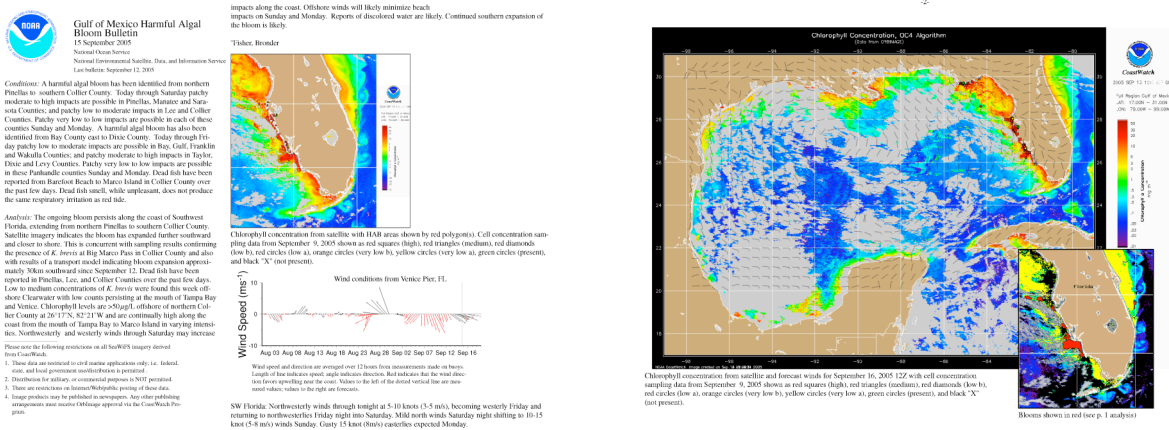 Gulf of Mexico Harmful Algal
Bloom Bulletin
15 September 2005
National Ocean Service
National Environmental Satellite, Data, and Information Service
Last bulletin: September 12, 2005
Conditions: A harmful algal bloom has been identified from northern
Pinellas to southern Collier County. Today through Saturday patchy
moderate to high impacts are possible in Pinellas, Manatee and Sara-
sota Counties; and patchy low to moderate impacts in Lee and Collier
Counties. Patchy very low to low impacts are possible in each of these
counties Sunday and Monday. A harmful algal bloom has also been
identified from Bay County east to Dixie County. Today through Fri-
day patchy low to moderate impacts are possible in Bay, Gulf, Franklin
and Wakulla Counties; and patchy moderate to high impacts in Taylor,
Dixie and Levy Counties. Patchy very low to low impacts are possible
in these Panhandle counties Sunday and Monday. Dead fish have been
reported from Barefoot Beach to Marco Island in Collier County over
the past few days. Dead fish smell, while unpleasant, does not produce
the same respiratory irritation as red tide.
Analysis: The ongoing bloom persists along the coast of Southwest
Florida, extending from northern Pinellas to southern Collier County.
Satellite imagery indicates the bloom has expanded further southward
and closer to shore. This is concurrent with sampling results confirming
the presence of K. brevis at Big Marco Pass in Collier County and also
with results of a transport model indicating bloom expansion approxi-
mately 30km southward since September 12. Dead fish have been
reported in Pinellas, Lee, and Collier Counties over the past few days.
Low to medium concentrations of K. brevis were found this week off-
shore Clearwater with low counts persisting at the mouth of Tampa Bay
and Venice. Chlorophyll levels are >50µg/L offshore of northern Col-
lier County at 26°17'N, 82°21'W and are continually high along the
coast from the mouth of Tampa Bay to Marco Island in varying intensi-
ties. Northwesterly and westerly winds through Saturday may increase
Please note the following restrictions on all SeaWiFS imagery derived
from CoastWatch.
1. These data are restricted to civil marine applications only; i.e. federal,
state, and local government use/distribution is permitted.
2. Distribution for military, or commercial purposes is NOT permitted.
3. There are restrictions on Internet/Web/public posting of these data.
4. Image products may be published in newspapers. Any other publishing
arrangements must receive OrbImage approval via the CoastWatch Pro-
gram.
impacts along the coast. Offshore winds will likely minimize beach
impacts on Sunday and Monday. Reports of discolored water are likely. Continued southern expansion of
the bloom is likely.
~Fisher, Bronder
CoastWatch
Chlorophyll concentration from satellite with HAB areas shown by red polygon(s). Cell concentration sam-
pling data from September 9, 2005 shown as red squares (high), red triangles (medium), red diamonds
(low b), red circles (low a), orange circles (very low b), yellow circles (very low a), green circles (present),
and black "X" (not present).
Wind conditions from Venice Pier, FL
Wind Speed (ms-1)
10
0
-10
Aug 03 Aug 08 Aug 13 Aug 18 Aug 23 Aug 28 Sep 02 Sep 07 Sep 12 Sep 16
Wind speed and direction are averaged over 12 hours from measurements made on buoys.
Length of line indicates speed; angle indicates direction. Red indicates that the wind direc-
tion favors upwelling near the coast. Values to the left of the dotted vertical line are mea-
sured values; values to the right are forecasts.
SW Florida: Northwesterly winds through tonight at 5-10 knots (3-5 m/s), becoming westerly Friday and
returning to northwesterlies Friday night into Saturday. Mild north winds Saturday night shifting to 10-15
knot (5-8 m/s) winds Sunday. Gusty 15 knot (8m/s) easterlies expected Monday.
-2-
Chlorophyll Concentration, OC4 Algorithm
-98 -96 -94 -92 -90 -88 -86 -84 -82 -80
30
28
26
24
22
20
18
NOAA
CoastWatch
Chlorophyll a Concentration
Florida
Chlorophyll concentration from satellite and forecast winds for September 16, 2005 12Z with cell concentration
sampling data from September 9, 2005 shown as red squares (high), red triangles (medium), red diamonds (low b),
red circles (low a), orange circles (very low b), yellow circles (very low a), green circles (present), and black "X"
(not present).
Blooms shown in red (see p. 1 analysis)